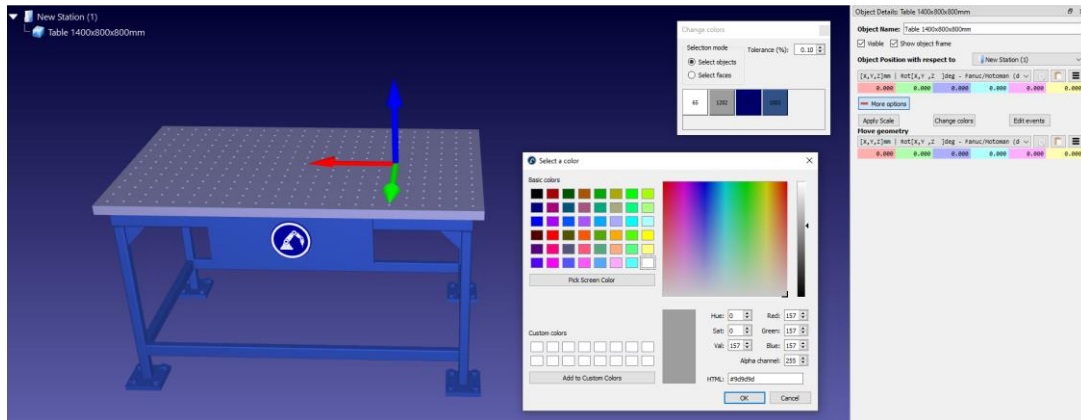 New Station (1)
Table 1400x800x800mm
Change colors
Selection mode
Tolerance (%): 0.10
Select objects
Select faces
65 1292
Select a color
Basic colors
Pick Screen Color
Custom colors
Add to Custom Colors
Hue: 0 Red: 157
Sat: 0 Green: 157
Val: 157 Blue: 157
Alpha channel: 255
HTML: #9d9d9d
OK Cancel
Object Details: Table 1400x800x800mm
Object Name: Table 1400x800x800mm
Visible Show object frame
Object Position with respect to New Station (1)
[X,Y,Z]mm | Rot[X,Y ,Z ]deg - Fanuc/Motoman (d
0.000 0.000 0.000 0.000 0.000 0.000
More options
Apply Scale Change colors Edit events
Move geometry
[X,Y,Z]mm | Rot[X,Y ,Z ]deg - Fanuc/Motoman (d
0.000 0.000 0.000 0.000 0.000 0.000